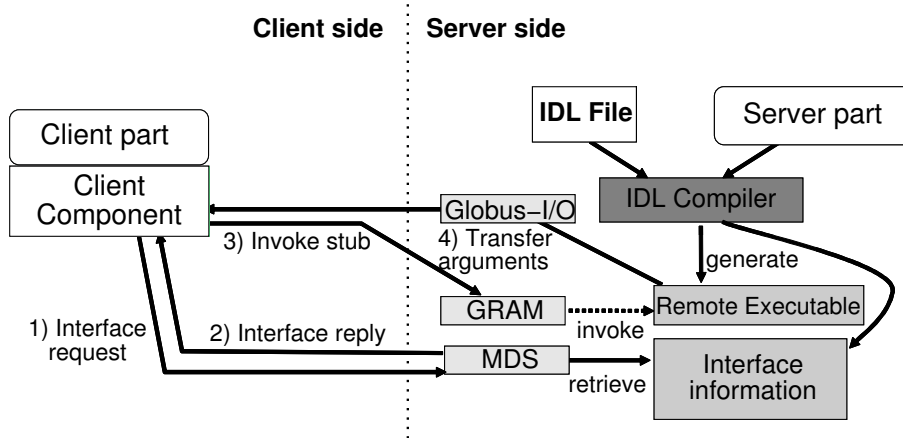 Client side
Server side
IDL File
Server part
Client part
Client
Component
IDL Compiler
Globus−I/O
3) Invoke stub
4) Transfer
arguments
generate
GRAM
invoke
Remote Executable
1) Interface
request
2) Interface reply
MDS
retrieve
Interface
information